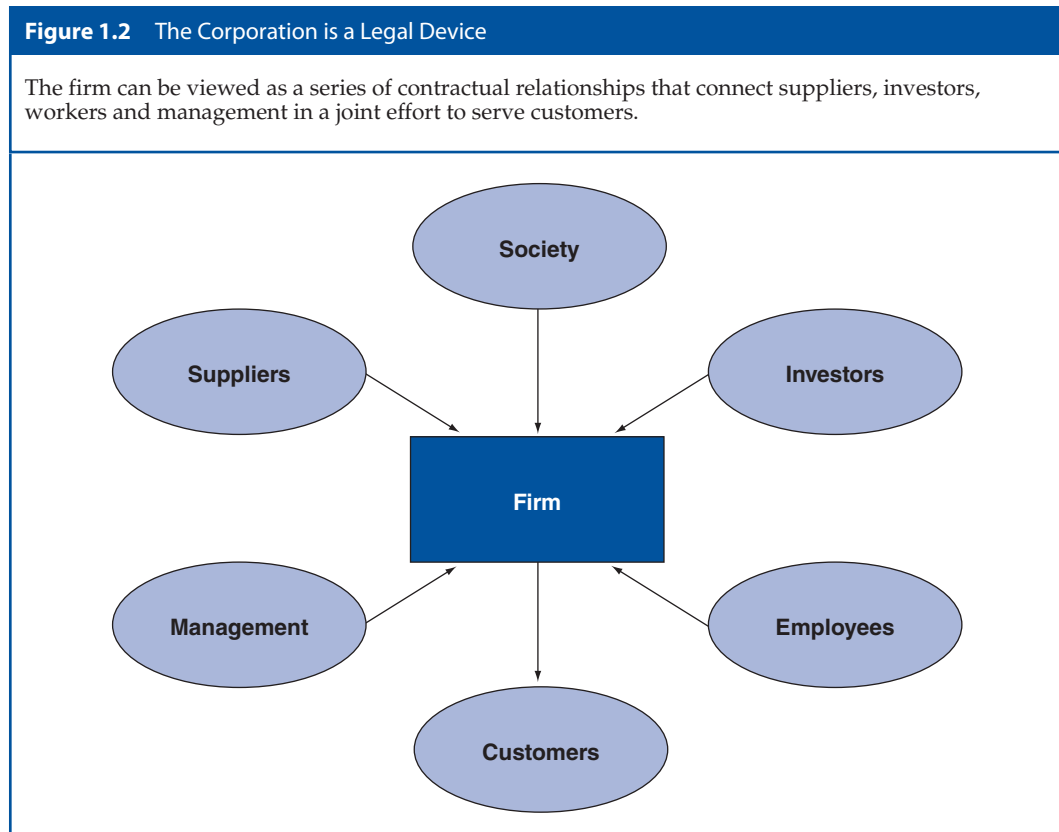 Figure 1.2 The Corporation is a Legal Device
The firm can be viewed as a series of contractual relationships that connect suppliers, investors,
workers and management in a joint effort to serve customers.
Society
Suppliers
Investors
Firm
Management
Employees
Customers